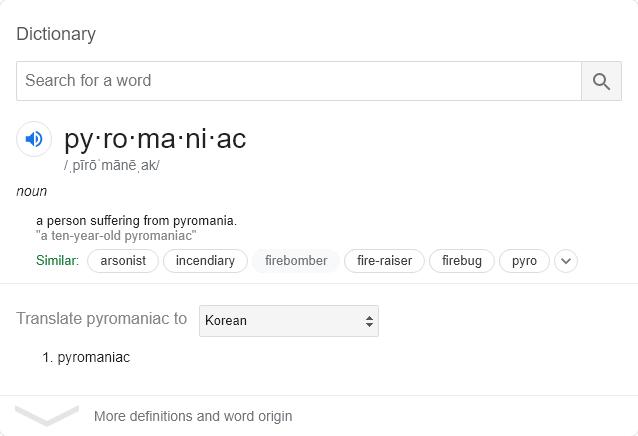 Dictionary
Search for a word
py·ro·ma·ni·ac
/ˌpīrōˈmānēˌak/
noun
a person suffering from pyromania.
"a ten-year-old pyromaniac"
Similar: arsonist incendiary firebomber fire-raiser firebug pyro
Translate pyromaniac to Korean
1. pyromaniac
More definitions and word origin